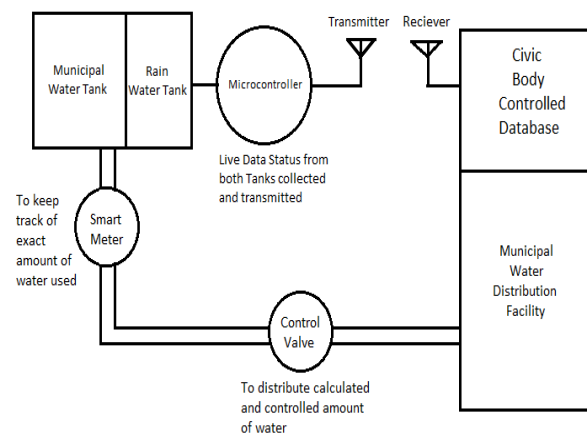 Transmitter
Reciever
Municipal
Water Tank
Rain
Water Tank
Microcontroller
Civic
Body
Controlled
Database
Live Data Status from
both Tanks collected
and transmitted
To keep
track of
exact
amount of
water used
Smart
Meter
Municipal
Water
Distribution
Facility
Control
Valve
To distribute calculated
and controlled amount
of water